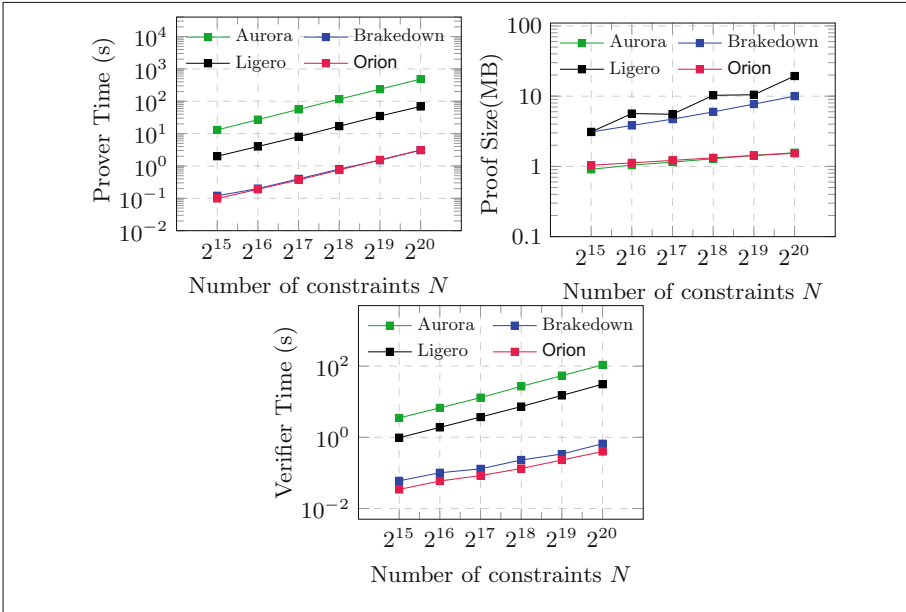 Prover Time (s)
10^4
10^3
10^2
10^1
10^0
10^−1
10^−2
Aurora Brakedown
Ligero Orion
2^15 2^16 2^17 2^18 2^19 2^20
Number of constraints N
Proof Size(MB)
100
10
1
0.1
Aurora Brakedown
Ligero Orion
2^15 2^16 2^17 2^18 2^19 2^20
Number of constraints N
Verifier Time (s)
10^2
10^0
10^−2
Aurora Brakedown
Ligero Orion
2^15 2^16 2^17 2^18 2^19 2^20
Number of constraints N